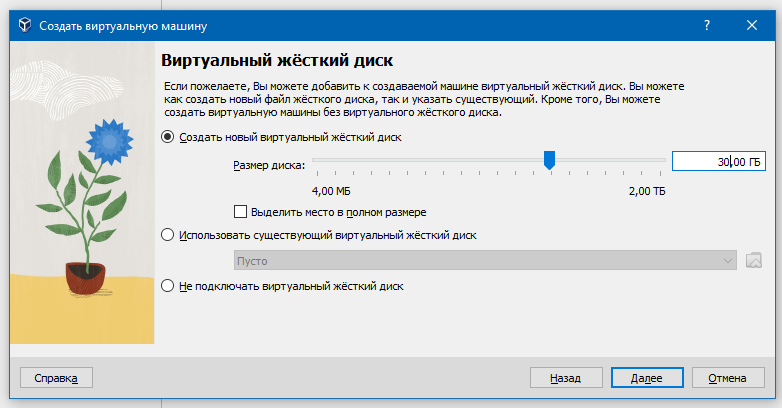 Создать виртуальную машину
Виртуальный жёсткий диск
Если пожелаете, Вы можете добавить к создаваемой машине виртуальный жёсткий диск. Вы можете
как создать новый файл жёсткого диска, так и указать существующий. Кроме того, Вы можете
создать виртуальную машины без виртуального жёсткого диска.
Создать новый виртуальный жёсткий диск
Размер диска:
30,00 ГБ
4,00 МБ
2,00 ТБ
Выделить место в полном размере
Использовать существующий виртуальный жёсткий диск
Пусто
Не подключать виртуальный жёсткий диск
Справка
Назад
Далее
Отмена